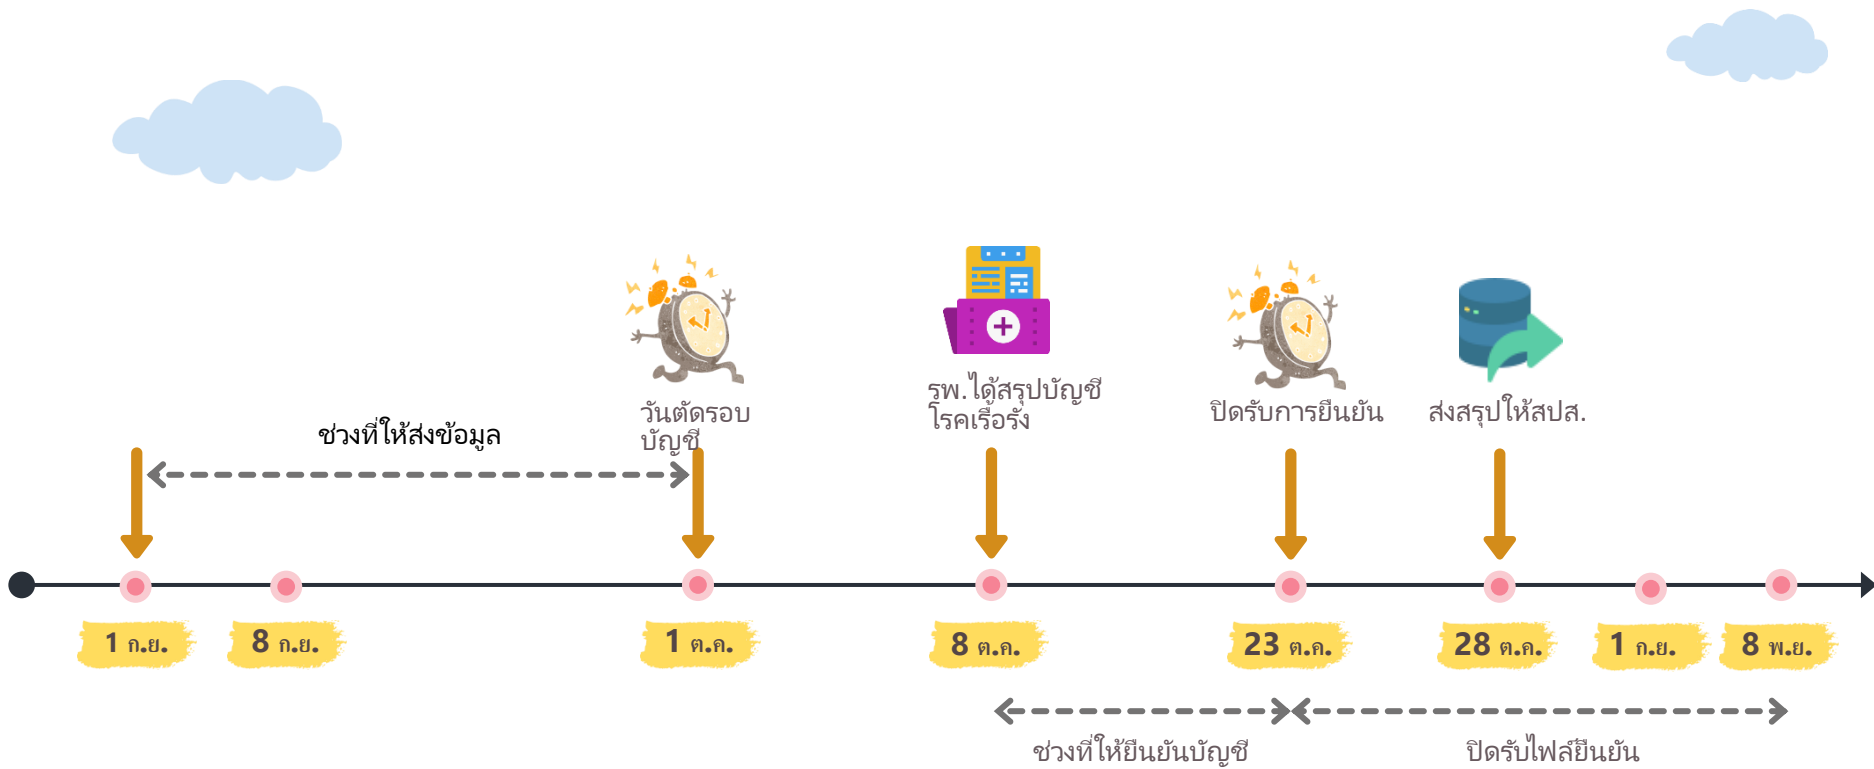 รพ.ได้สรุปบัญชี
โรคเรื้อรัง
วันตัดรอบ
บัญชี
ปิดรับการยืนยัน
ส่งสรุปให้สปส.
ช่วงที่ให้ส่งข้อมูล
1 ก.ย.
8 ก.ย.
1 ต.ค.
8 ต.ค.
23 ต.ค.
28 ต.ค.
1 ก.ย.
8 พ.ย.
ช่วงที่ให้ยืนยันบัญชี
ปิดรับไฟล์ยืนยัน